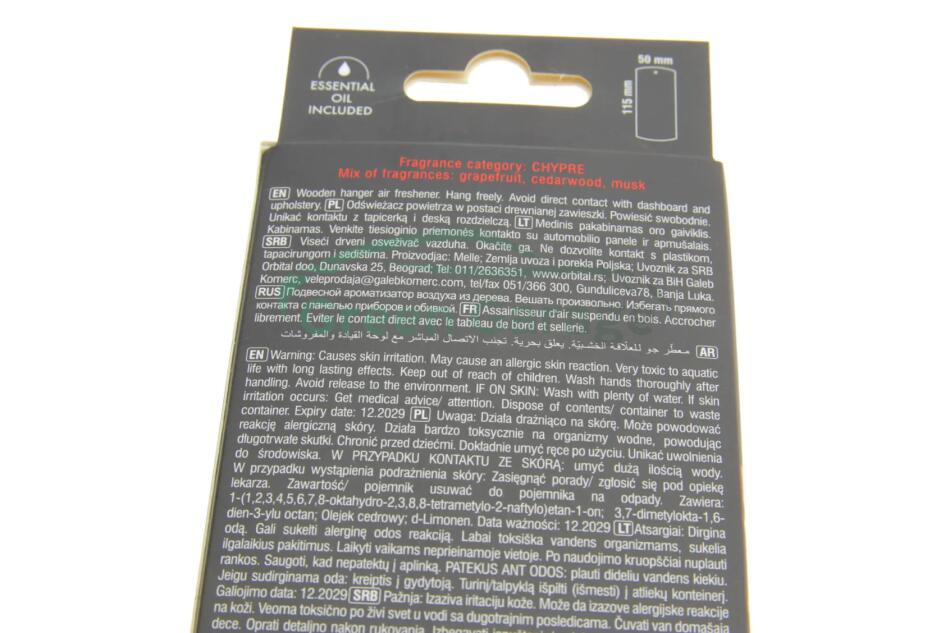 ESSENTIAL
OIL
INCLUDED
50 mm
115 mm
Fragrance category: CHYPRE
Mix of fragrances: grapefruit, cedarwood, musk
EN Wooden hanger air freshener. Hang freely. Avoid direct contact with dashboard and
upholstery. PL Odświeżacz powietrza w postaci drewnianej zawieszki. Powiesić swobodnie.
Unikać kontaktu z tapicerką i deską rozdzielczą. LT Medinis pakabinamas oro gaiviklis.
Kabinamas. Venkite tiesioginio priemonės kontakto su automobilio panele ir apmušalais.
SRB Viseći drveni osveživač vazduha. Okačite ga. Ne dozvolite kontakt s plastikom,
tapacirungom i sedištima. Proizvodjac: Melle; Zemlja uvoza i porekla Poljska; Uvoznik za SRB
Orbital doo, Dunavska 25, Beograd; Tel: 011/2636351, www.orbital.rs; Uvoznik za BiH Galeb
Komerc, veleprodaja@galebkomerc.com, tel/fax 051/366 300, Gunduliceva78, Banja Luka.
RUS Подвесной ароматизатор воздуха из дерева. Вешать произвольно. Избегать прямого
контакта с панелью приборов и обивкой. FR Assainisseur d'air suspendu en bois. Accrocher
librement. Eviter le contact direct avec le tableau de bord et sellerie.
AR معطّر جو للعلّاقة الخشبيّة. يعلق بحرية. تجنب الاتصال المباشر مع لوحة القيادة والمفروشات
EN Warning: Causes skin irritation. May cause an allergic skin reaction. Very toxic to aquatic
life with long lasting effects. Keep out of reach of children. Wash hands thoroughly after
handling. Avoid release to the environment. IF ON SKIN: Wash with plenty of water. If skin
irritation occurs: Get medical advice/ attention. Dispose of contents/ container to waste
container. Expiry date: 12.2029 PL Uwaga: Działa drażniąco na skórę. Może powodować
reakcję alergiczną skóry. Działa bardzo toksycznie na organizmy wodne, powodując
długotrwałe skutki. Chronić przed dziećmi. Dokładnie umyć ręce po użyciu. Unikać uwolnienia
do środowiska. W PRZYPADKU KONTAKTU ZE SKÓRĄ: umyć dużą ilością wody.
W przypadku wystąpienia podrażnienia skóry: Zasięgnąć porady/ zgłosić się pod opiekę
lekarza. Zawartość/ pojemnik usuwać do pojemnika na odpady. Zawiera:
1-(1,2,3,4,5,6,7,8-oktahydro-2,3,8,8-tetrametylo-2-naftylo)etan-1-on; 3,7-dimetylokta-1,6-
dien-3-ylu octan; Olejek cedrowy; d-Limonen. Data ważności: 12.2029 LT Atsargiai: Dirgina
odą. Gali sukelti alerginę odos reakciją. Labai toksiška vandens organizmams, sukelia
ilgalaikius pakitimus. Laikyti vaikams neprieinamoje vietoje. Po naudojimo kruopščiai nuplauti
rankas. Saugoti, kad nepatektų į aplinką. PATEKUS ANT ODOS: plauti dideliu vandens kiekiu.
Jeigu sudirginama oda: kreiptis į gydytoją. Turinį/talpyklą išpilti (išmesti) į atliekų konteinerį.
Galiojimo data: 12.2029 SRB Pažnja: Izaziva iritaciju kože. Može da izazove alergijske reakcije
na koži. Veoma toksično po živi svet u vodi sa dugotrajnim posledicama. Čuvati van domašaja
dece. Oprati detaljno nakon rukovanja.